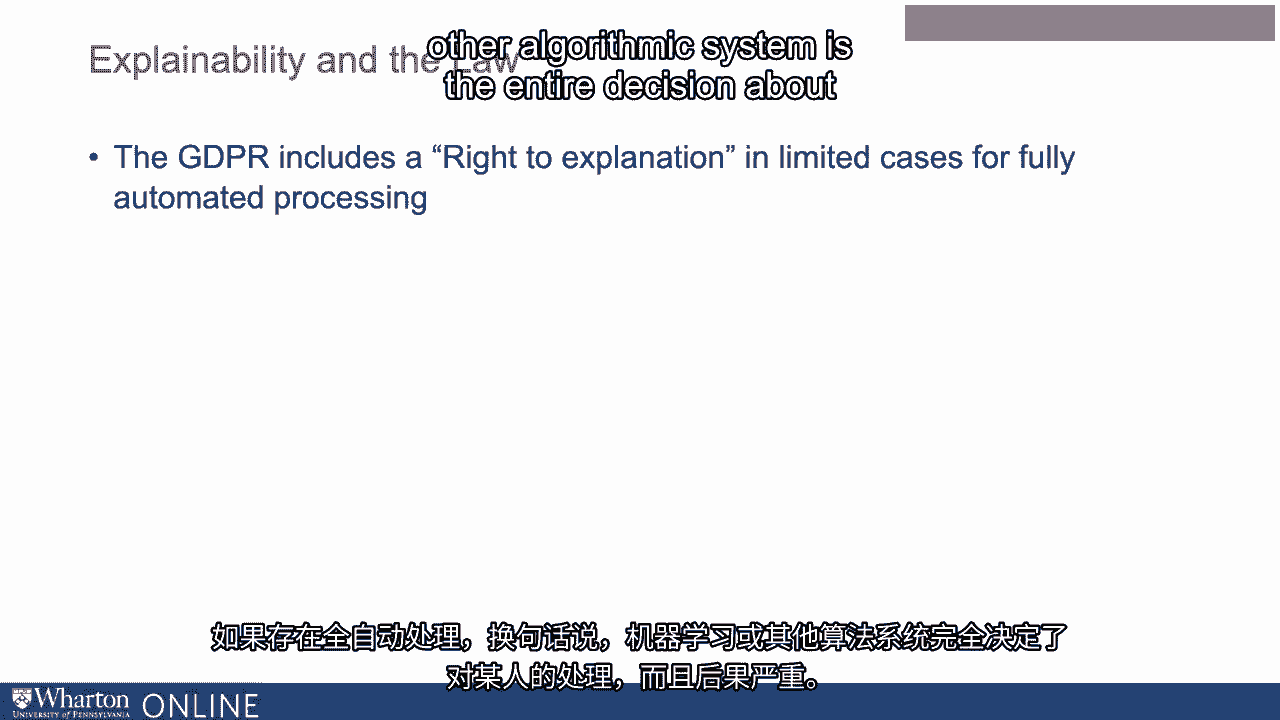 Explainability and the Law
other algorithmic system is
the entire decision about
• The GDPR includes a “Right to explanation” in limited cases for fully
automated processing
如果存在全自动处理，换句话说，机器学习或其他算法系统完全决定了
对某人的处理，而且后果严重。
Wharton ONLINE
UNIVERSITY of PENNSYLVANIA